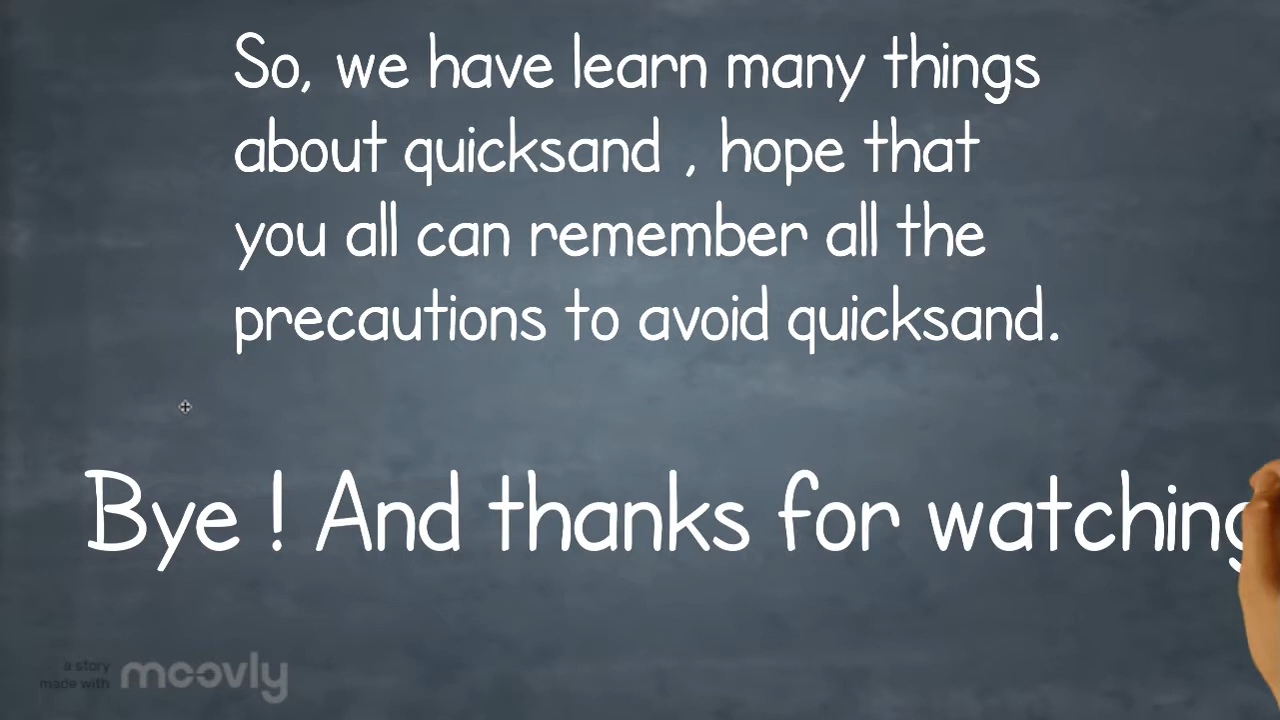 So, we have learn many things
about quicksand , hope that
you all can remember all the
precautions to avoid quicksand.
Bye ! And thanks for watching
a story
made with
moovly